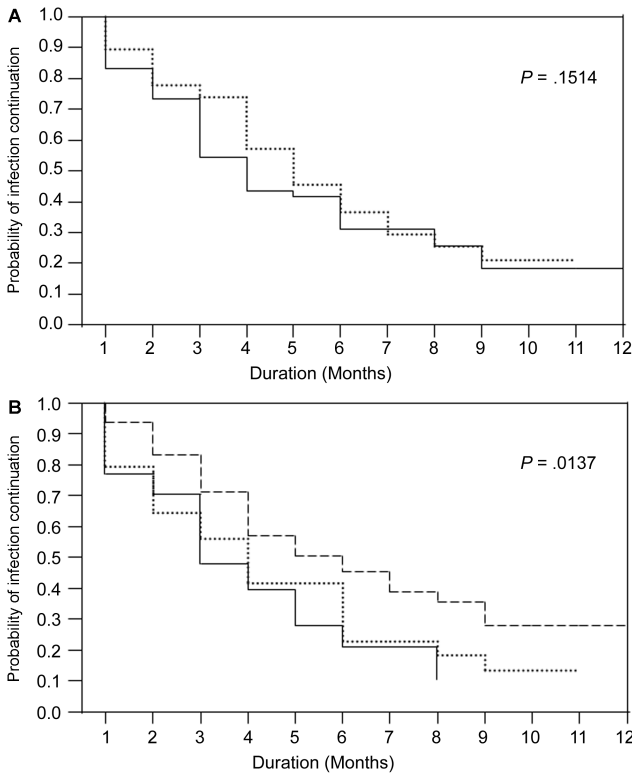 A
Probability of infection continuation
1.0
0.9
0.8
0.7
0.6
0.5
0.4
0.3
0.2
0.1
0.0
P = .1514
1 2 3 4 5 6 7 8 9 10 11 12
Duration (Months)
B
Probability of infection continuation
1.0
0.9
0.8
0.7
0.6
0.5
0.4
0.3
0.2
0.1
0.0
P = .0137
1 2 3 4 5 6 7 8 9 10 11 12
Duration (Months)